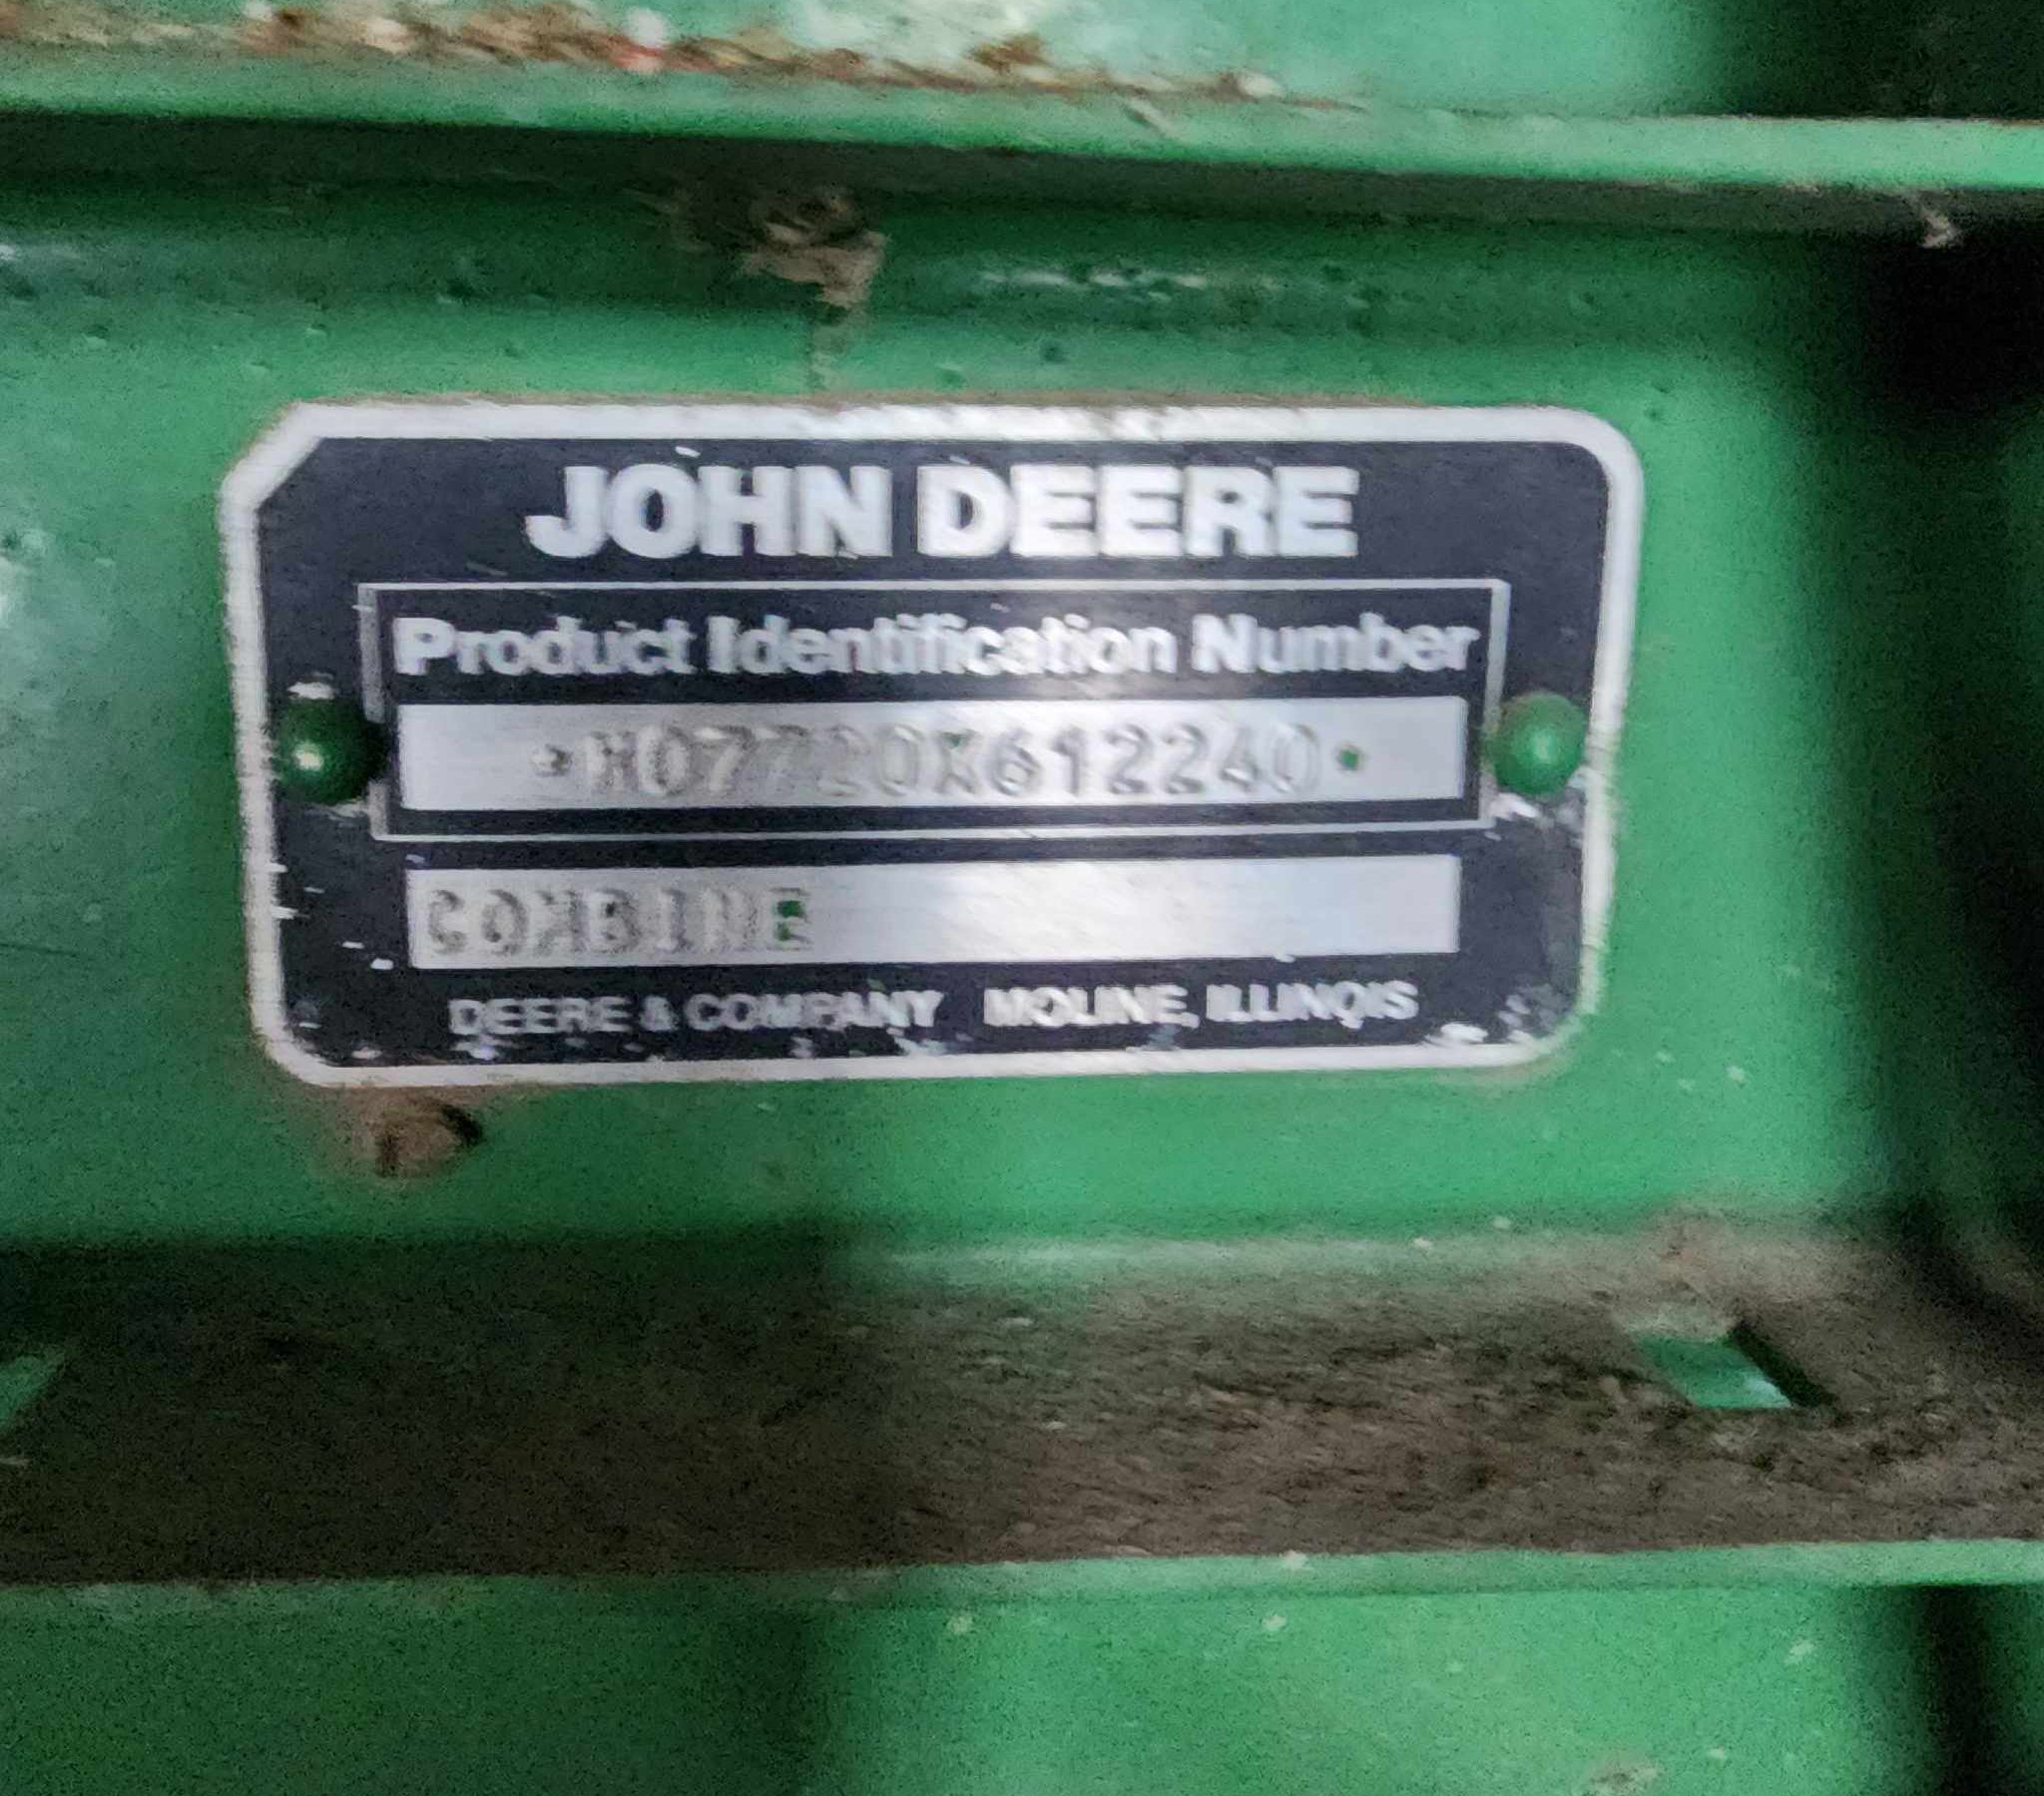 JOHN DEERE
Product Identification Number
*H07720X612240*
COMBINE
DEERE & COMPANY MOLINE, ILLINOIS